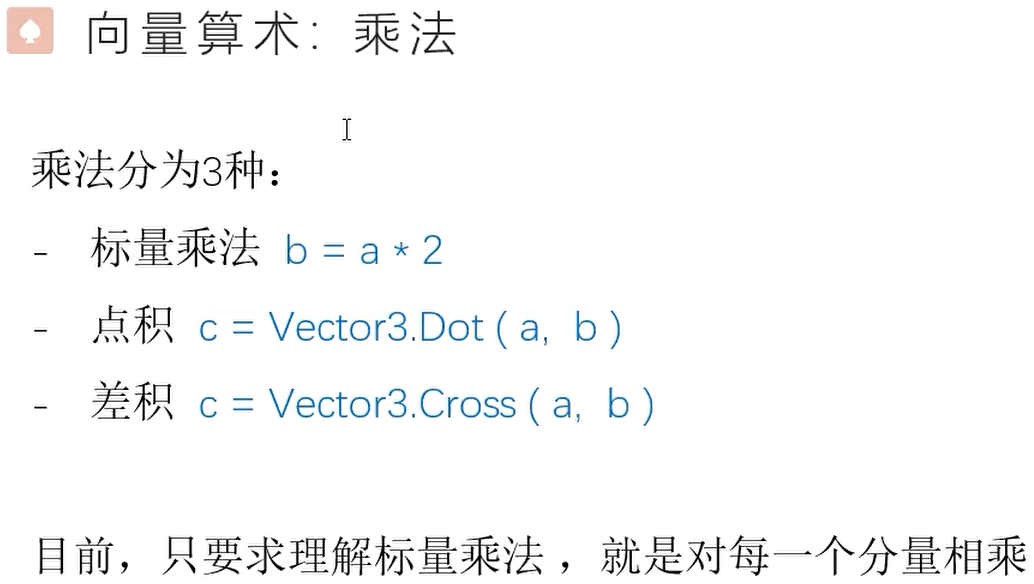 向量算术：乘法
乘法分为3种：
- 标量乘法 b = a * 2
- 点积 c = Vector3.Dot ( a, b )
- 差积 c = Vector3.Cross ( a, b )
目前，只要求理解标量乘法 ，就是对每一个分量相乘